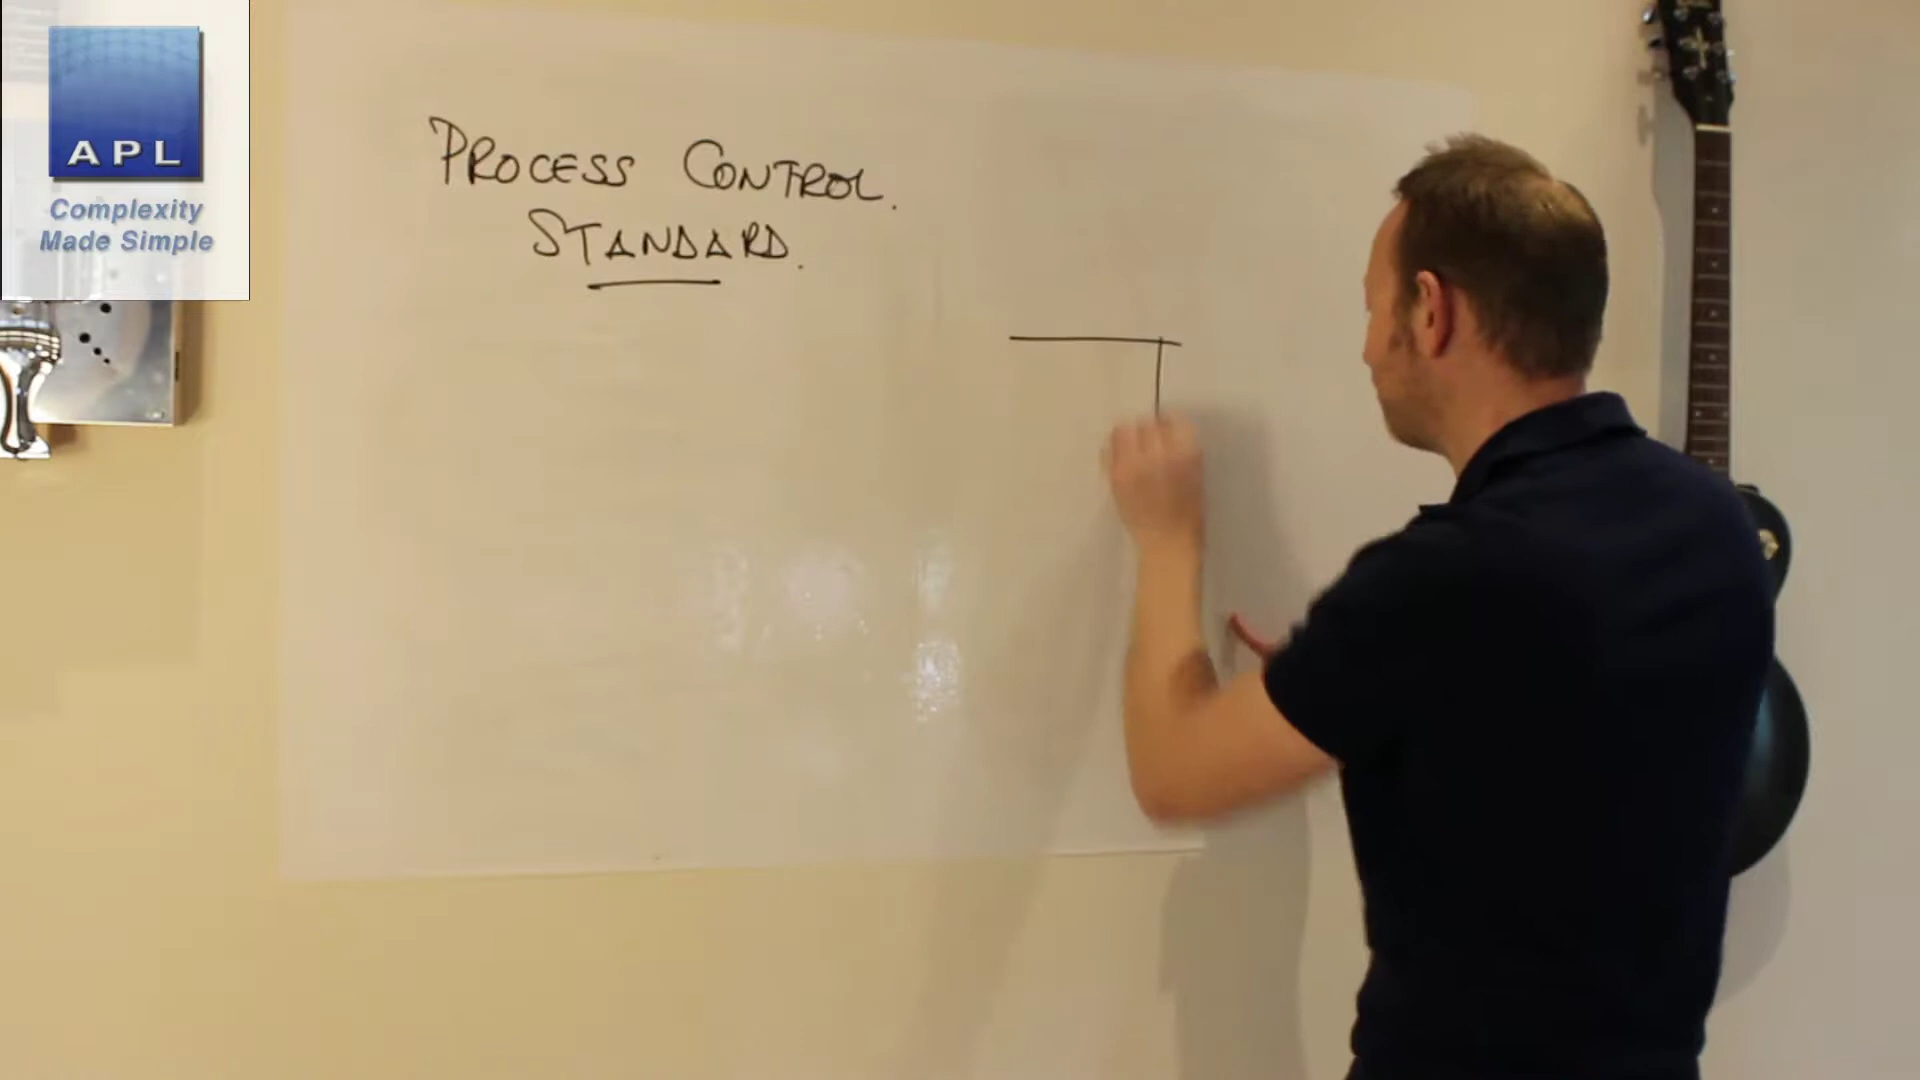 APL
Complexity
Made Simple
PROCESS CONTROL.
STANDARD.